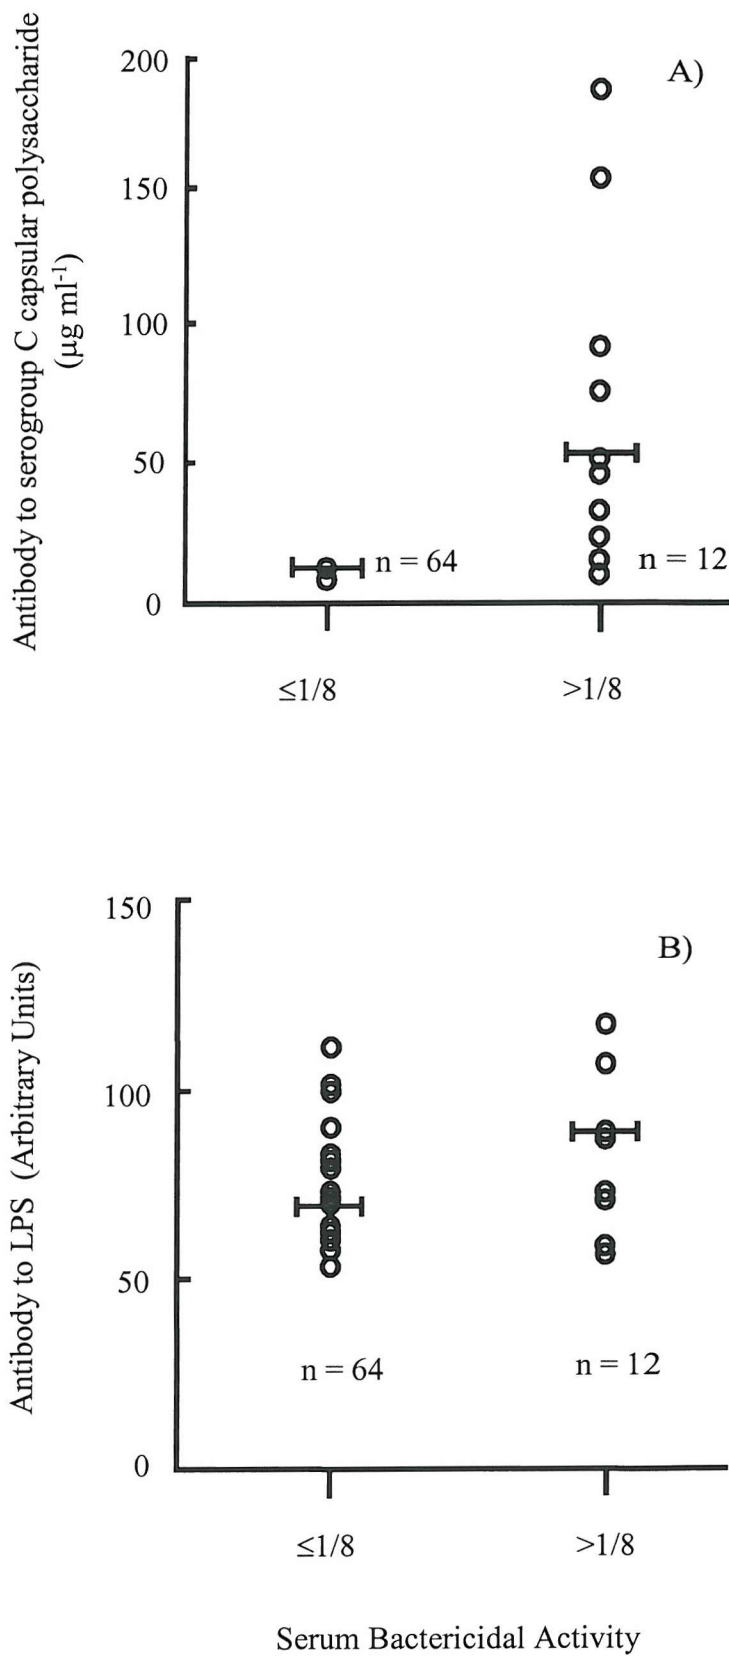 Antibody to serogroup C capsular polysaccharide
(µg ml-1)
200
150
100
50
0
A)
n = 64
n = 12
≤1/8
>1/8
Antibody to LPS (Arbitrary Units)
150
100
50
0
B)
n = 64
n = 12
≤1/8
>1/8
Serum Bactericidal Activity